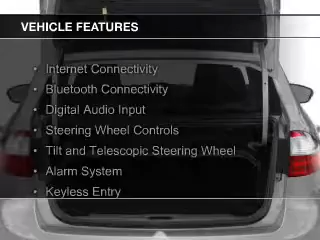 VEHICLE FEATURES
• Internet Connectivity
• Bluetooth Connectivity
• Digital Audio Input
• Steering Wheel Controls
• Tilt and Telescopic Steering Wheel
• Alarm System
• Keyless Entry